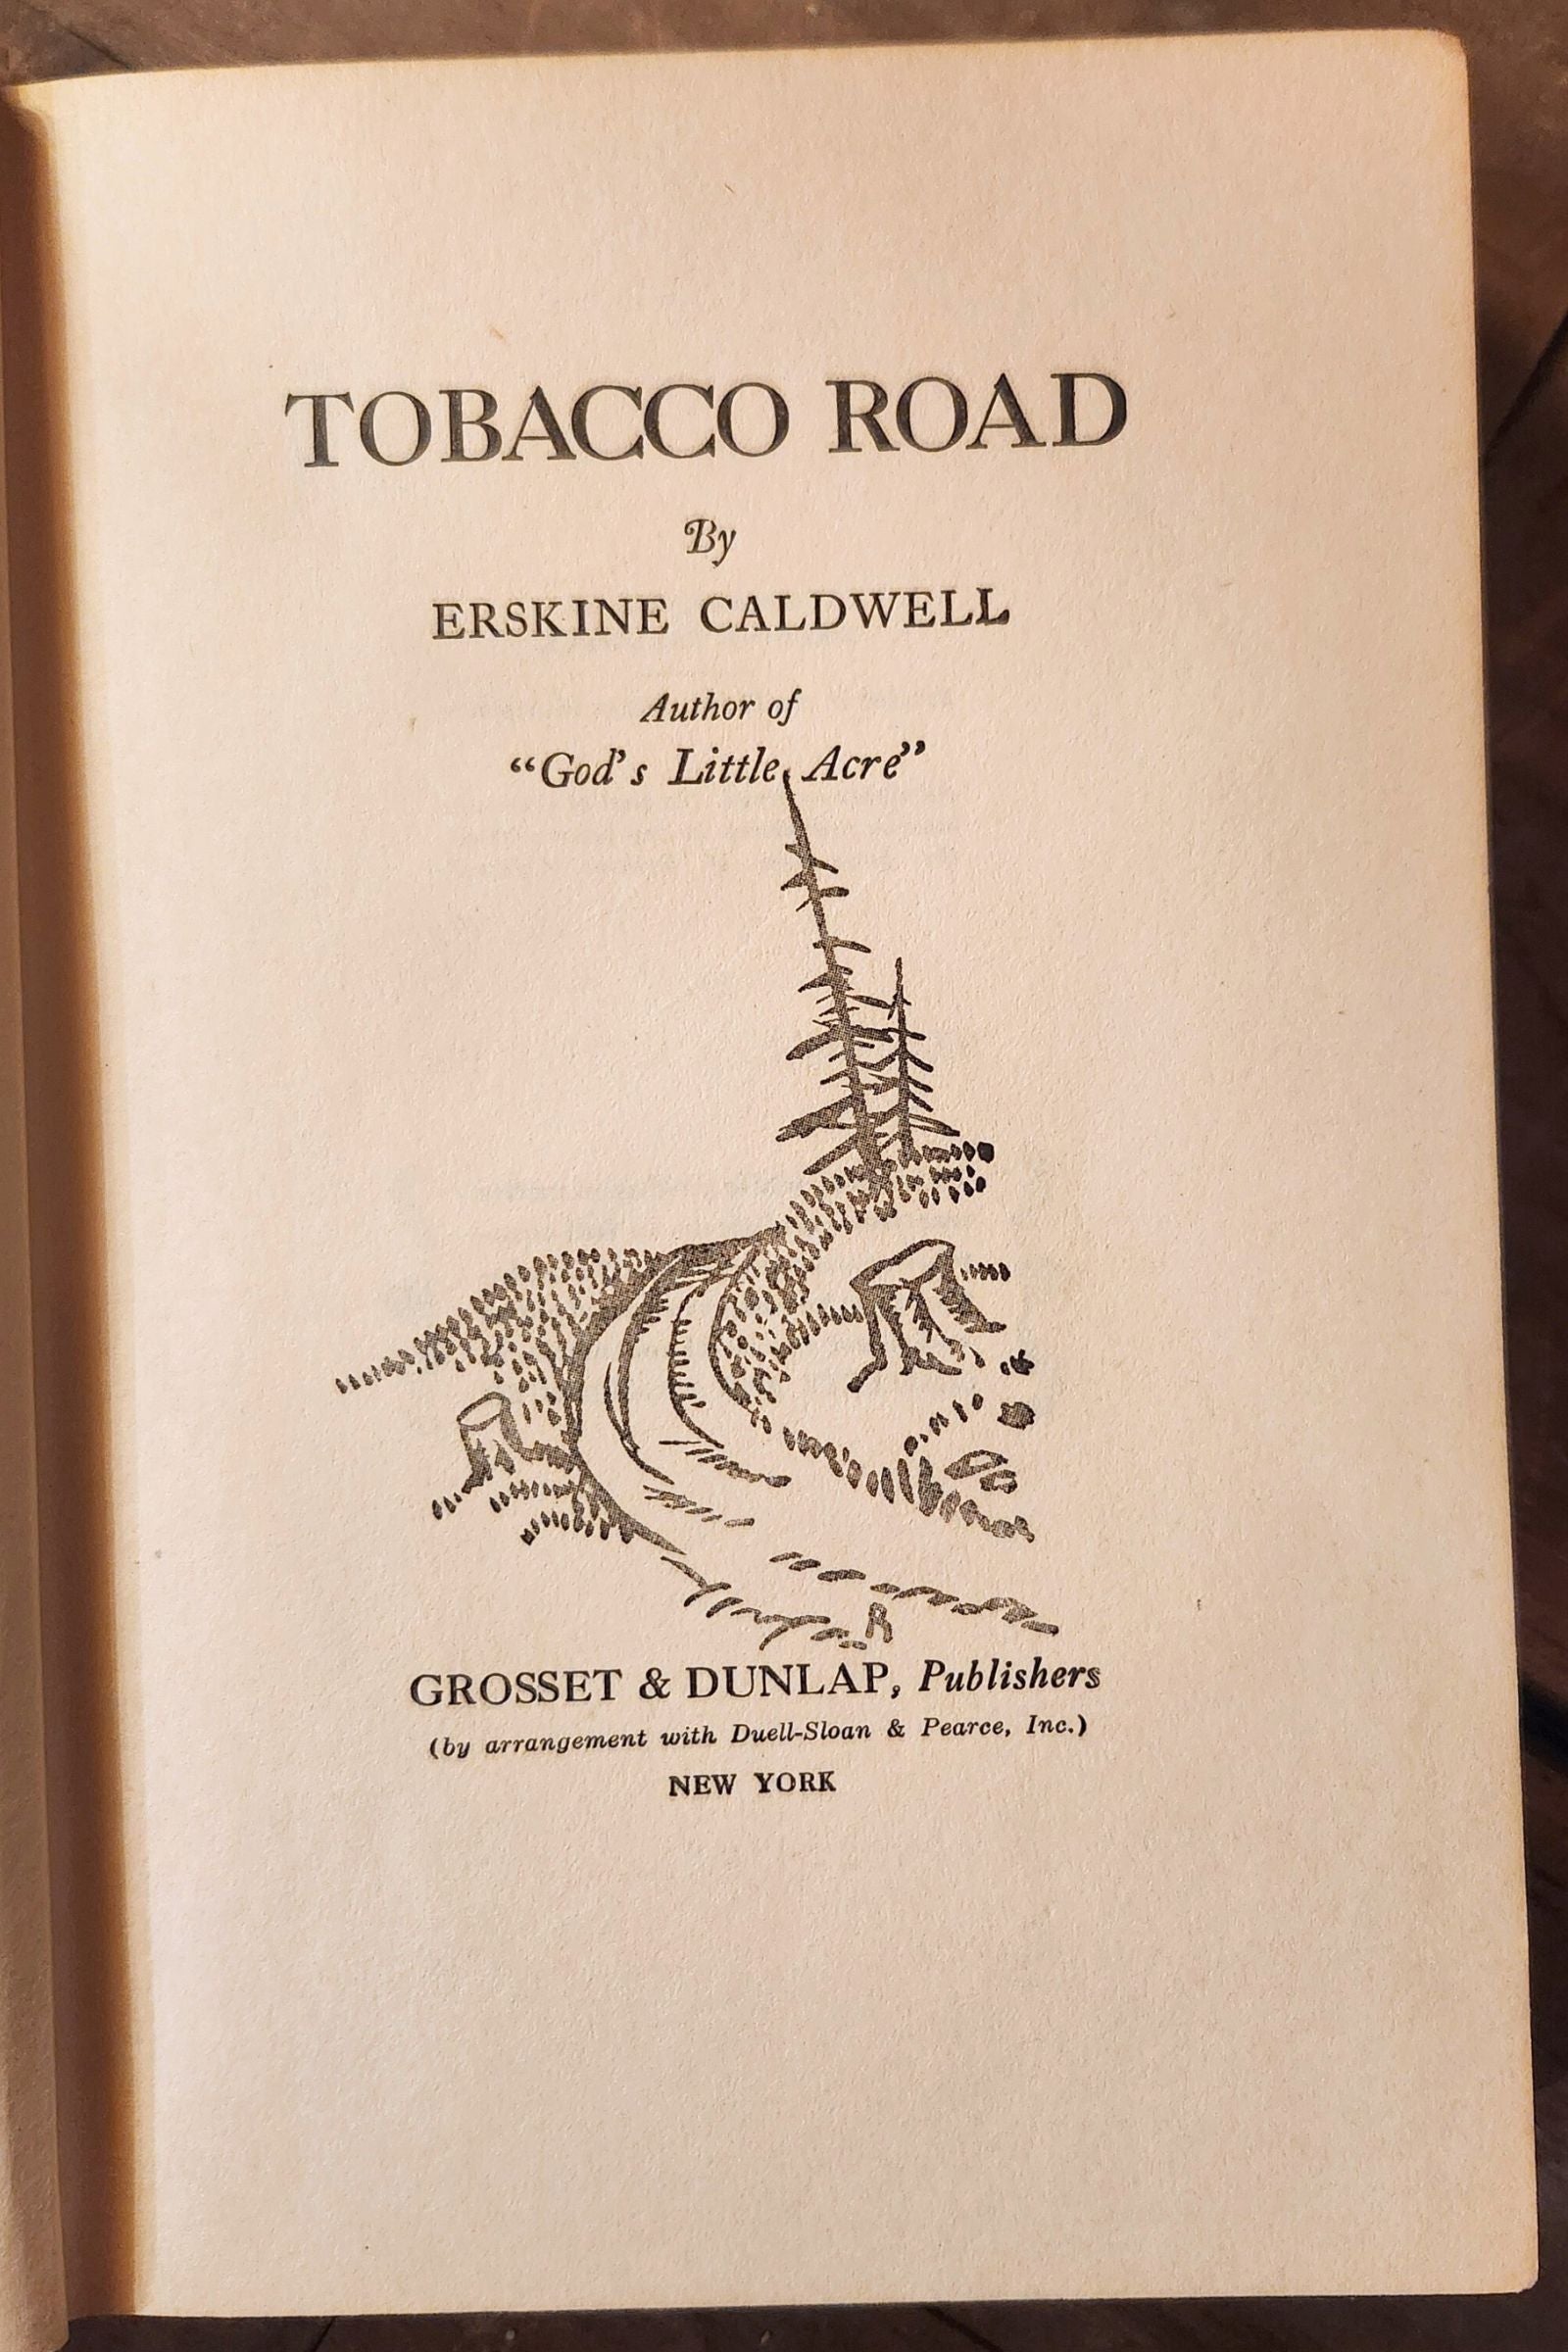 TOBACCO ROAD
By
ERSKINE CALDWELL
Author of
“God's Little Acre”
R
GROSSET & DUNLAP, Publishers
(by arrangement with Duell-Sloan & Pearce, Inc.)
NEW YORK